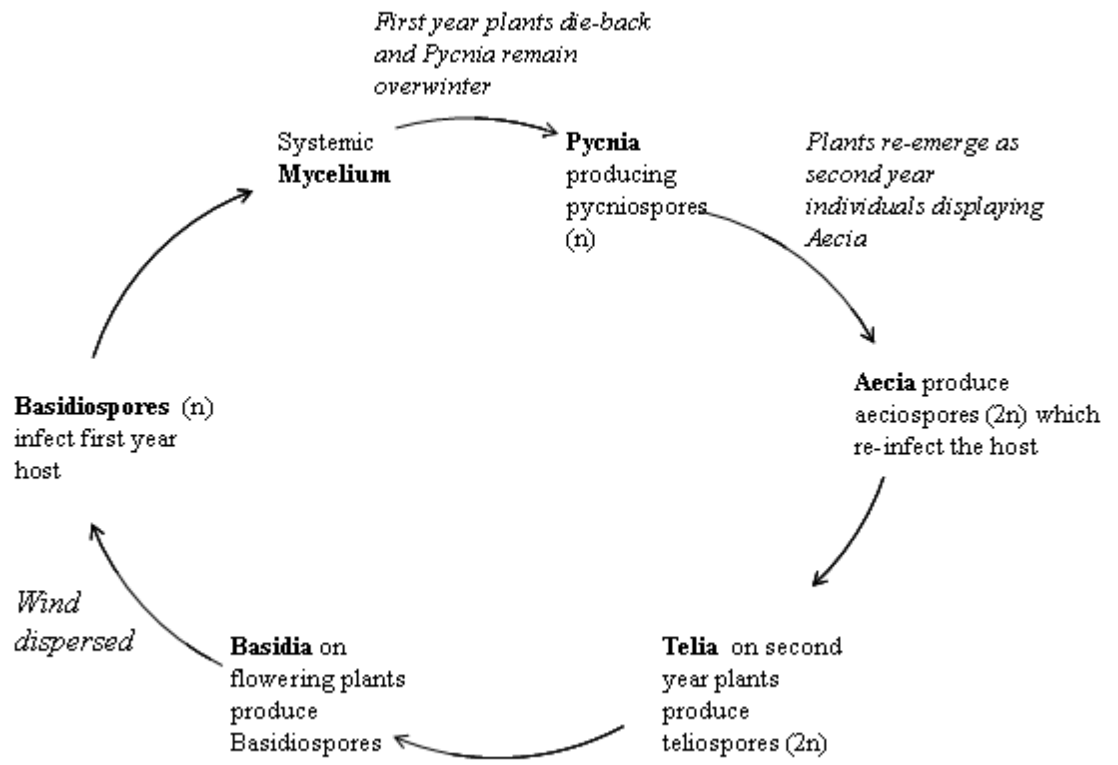 First year plants die-back
and Pycnia remain
overwinter
Systemic
Mycelium
Pycnia
producing
pycniospores
(n)
Plants re-emerge as
second year
individuals displaying
Aecia
Aecia produce
aeciospores (2n) which
re-infect the host
Telia on second
year plants
produce
teliospores (2n)
Basidia on
flowering plants
produce
Basidiospores
Wind
dispersed
Basidiospores (n)
infect first year
host